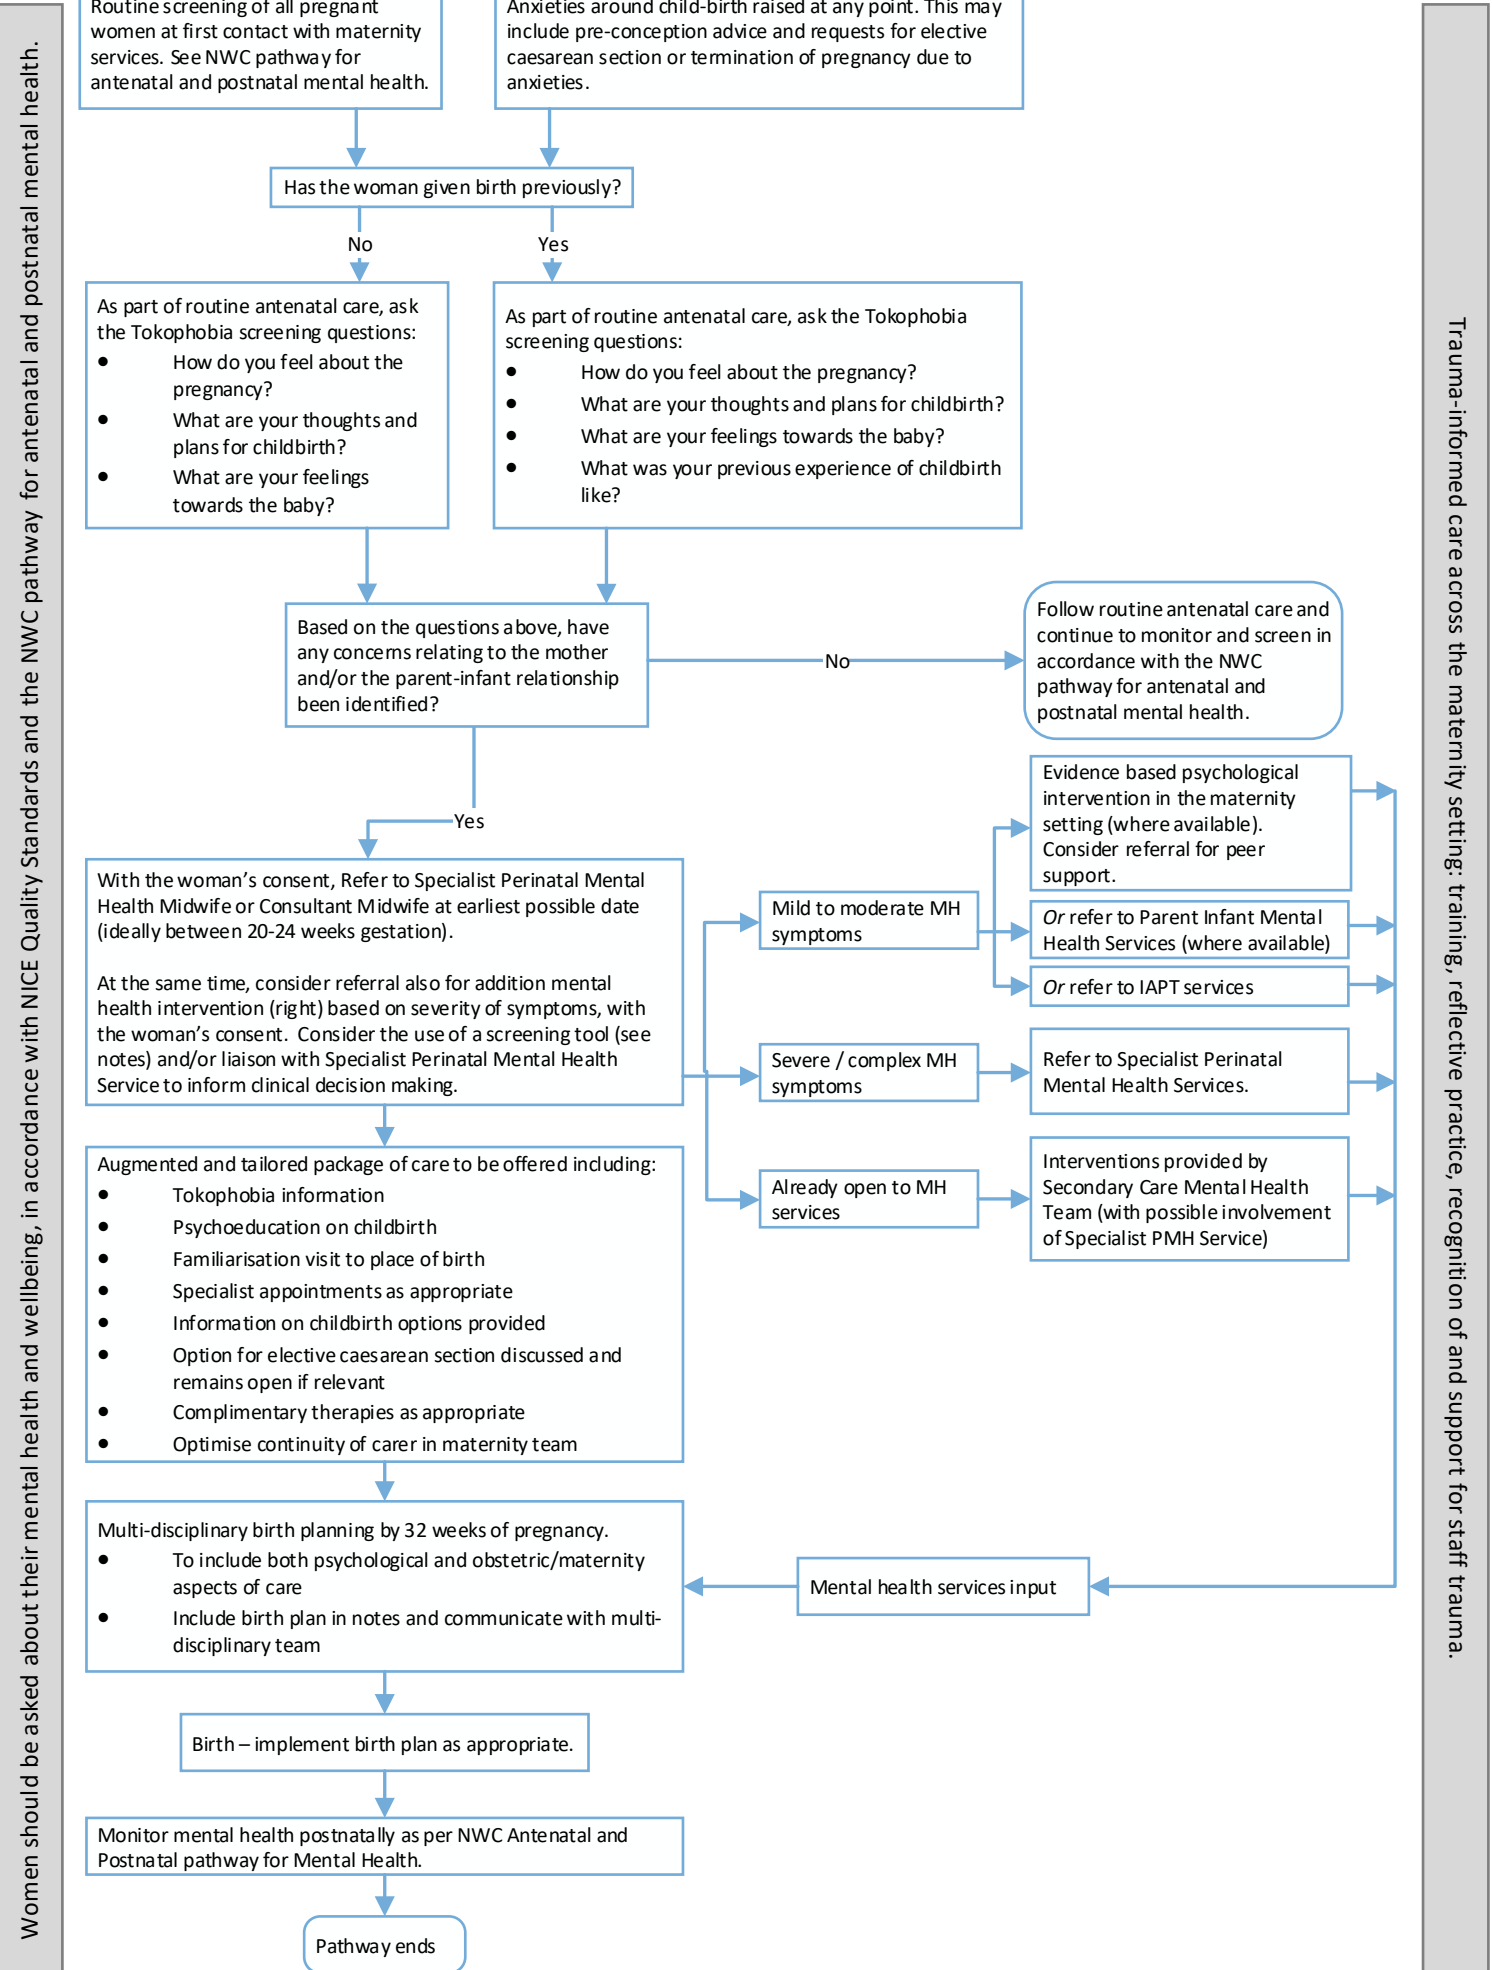 Women should be asked about their mental health and wellbeing, in accordance with NICE Quality Standards and the NWC pathway for antenatal and postnatal mental health.
Routine screening of all pregnant
women at first contact with maternity
services. See NWC pathway for
antenatal and postnatal mental health.
Anxieties around child-birth raised at any point. This may
include pre-conception advice and requests for elective
caesarean section or termination of pregnancy due to
anxieties.
Has the woman given birth previously?
No
Yes
As part of routine antenatal care, ask
the Tokophobia screening questions:
• How do you feel about the
pregnancy?
• What are your thoughts and
plans for childbirth?
• What are your feelings
towards the baby?
As part of routine antenatal care, ask the Tokophobia
screening questions:
• How do you feel about the pregnancy?
• What are your thoughts and plans for childbirth?
• What are your feelings towards the baby?
• What was your previous experience of childbirth
like?
Based on the questions above, have
any concerns relating to the mother
and/or the parent-infant relationship
been identified?
No
Follow routine antenatal care and
continue to monitor and screen in
accordance with the NWC
pathway for antenatal and
postnatal mental health.
Yes
With the woman's consent, Refer to Specialist Perinatal Mental
Health Midwife or Consultant Midwife at earliest possible date
(ideally between 20-24 weeks gestation).
At the same time, consider referral also for addition mental
health intervention (right) based on severity of symptoms, with
the woman's consent. Consider the use of a screening tool (see
notes) and/or liaison with Specialist Perinatal Mental Health
Service to inform clinical decision making.
Mild to moderate MH
symptoms
Evidence based psychological
intervention in the maternity
setting (where available).
Consider referral for peer
support.
Or refer to Parent Infant Mental
Health Services (where available)
Or refer to IAPT services
Severe / complex MH
symptoms
Refer to Specialist Perinatal
Mental Health Services.
Already open to MH
services
Interventions provided by
Secondary Care Mental Health
Team (with possible involvement
of Specialist PMH Service)
Augmented and tailored package of care to be offered including:
• Tokophobia information
• Psychoeducation on childbirth
• Familiarisation visit to place of birth
• Specialist appointments as appropriate
• Information on childbirth options provided
• Option for elective caesarean section discussed and
remains open if relevant
• Complimentary therapies as appropriate
• Optimise continuity of carer in maternity team
Multi-disciplinary birth planning by 32 weeks of pregnancy.
• To include both psychological and obstetric/maternity
aspects of care
• Include birth plan in notes and communicate with multi-
disciplinary team
Mental health services input
Birth – implement birth plan as appropriate.
Monitor mental health postnatally as per NWC Antenatal and
Postnatal pathway for Mental Health.
Pathway ends
Trauma-informed care across the maternity setting: training, reflective practice, recognition of and support for staff trauma.